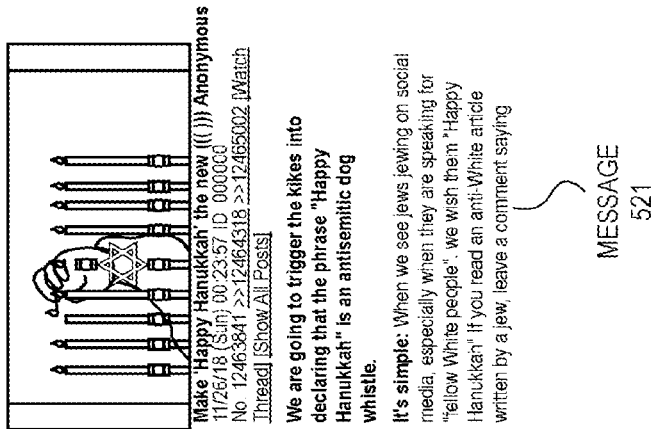 Make 'Happy Hanukkah' the new ((( ))) Anonymous
11/26/18 (Sun) 00:23:57 ID 000000
No. 12463841 >>12464318 >>12465002 [Watch
Thread] [Show All Posts]
We are going to trigger the kikes into
declaring that the phrase "Happy
Hanukkah" is an antisemitic dog
whistle.
It's simple: When we see jews jewing on social
media, especially when they are speaking for
"fellow White people". we wish them "Happy
Hanukkah" If you read an anti-White article
written by a jew, leave a comment saying
MESSAGE
521